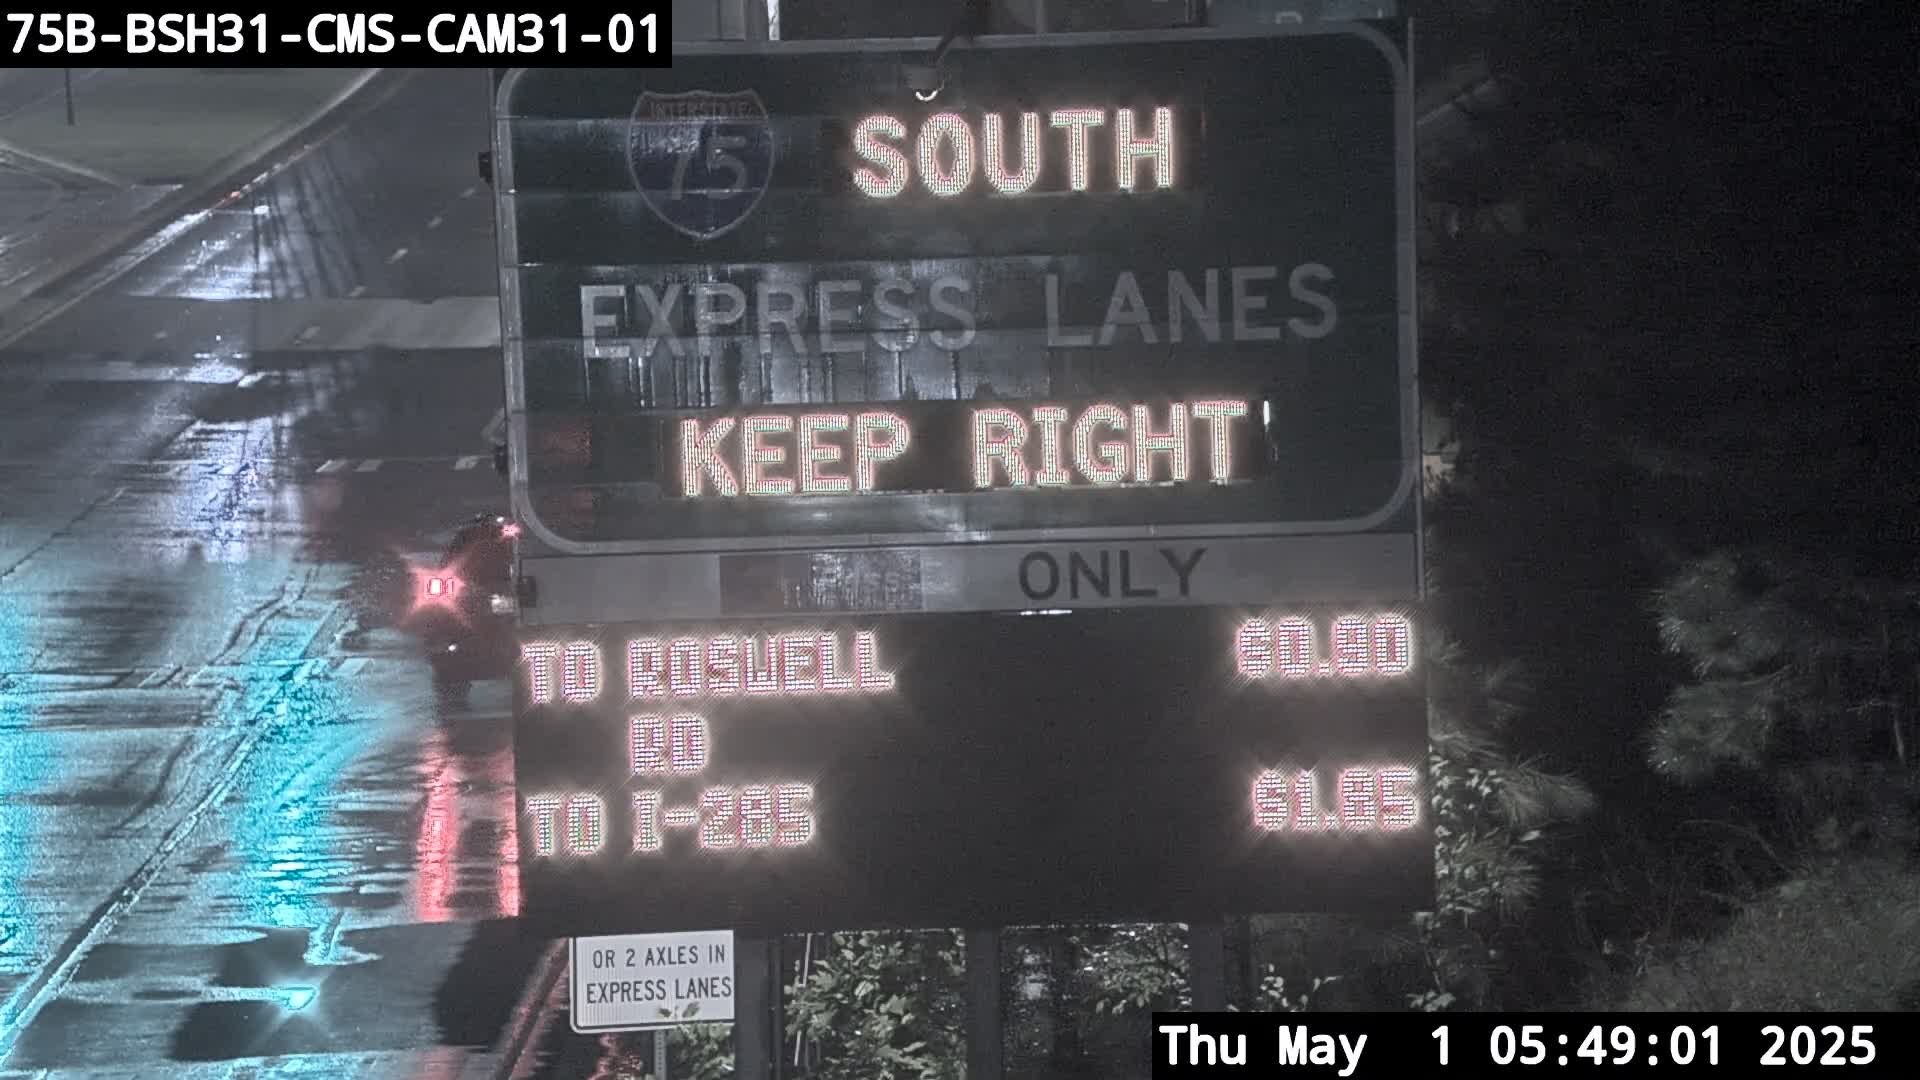 75B-BSH31-CMS-CAM31-01
INTERSTATE
75
SOUTH
EXPRESS LANES
KEEP RIGHT
ONLY
TO ROSWELL $0.90
RD
TO I-285 $1.85
OR 2 AXLES IN
EXPRESS LANES
Thu May 1 05:49:01 2025